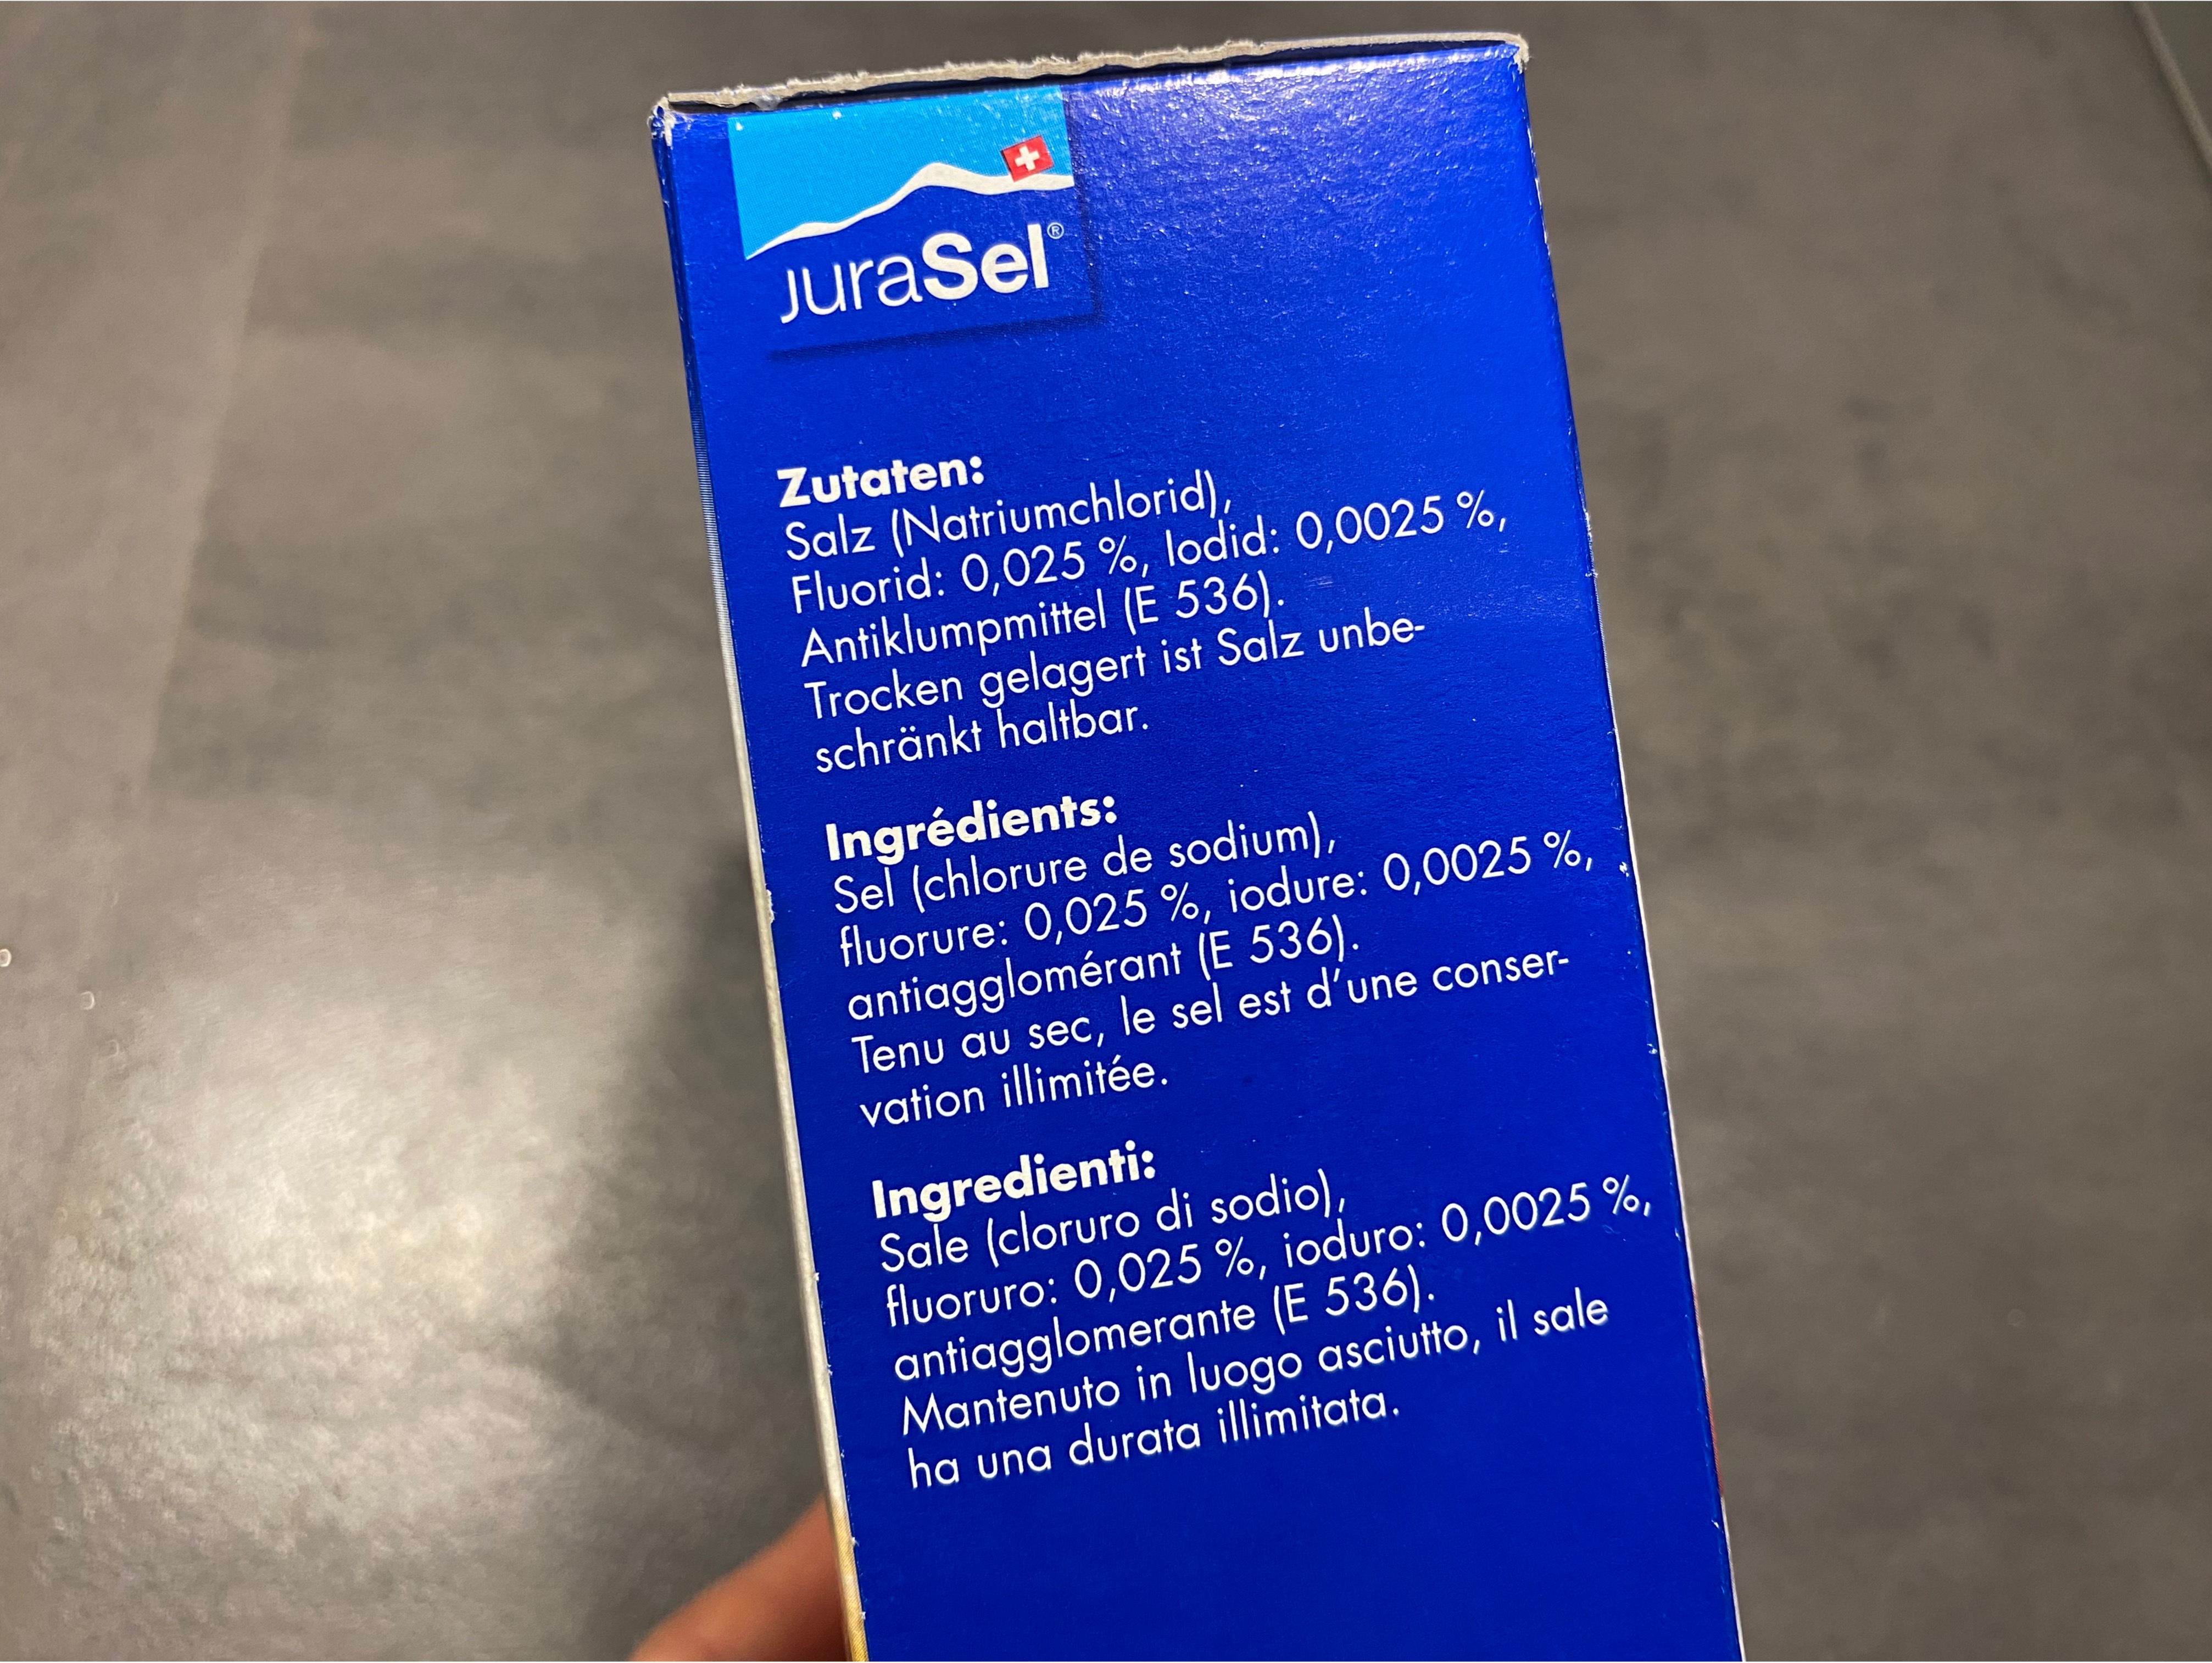 JuraSel®
Zutaten:
Salz (Natriumchlorid),
Fluorid: 0,025 %, Iodid: 0,0025 %,
Antiklumpmittel (E 536).
Trocken gelagert ist Salz unbe-
schränkt haltbar.
Ingrédients:
Sel (chlorure de sodium),
fluorure: 0,025 %, iodure: 0,0025 %,
antiagglomérant (E 536).
Tenu au sec, le sel est d'une conser-
vation illimitée.
Ingredienti:
Sale (cloruro di sodio),
fluoruro: 0,025 %, ioduro: 0,0025 %,
antiagglomerante (E 536).
Mantenuto in luogo asciutto, il sale
ha una durata illimitata.